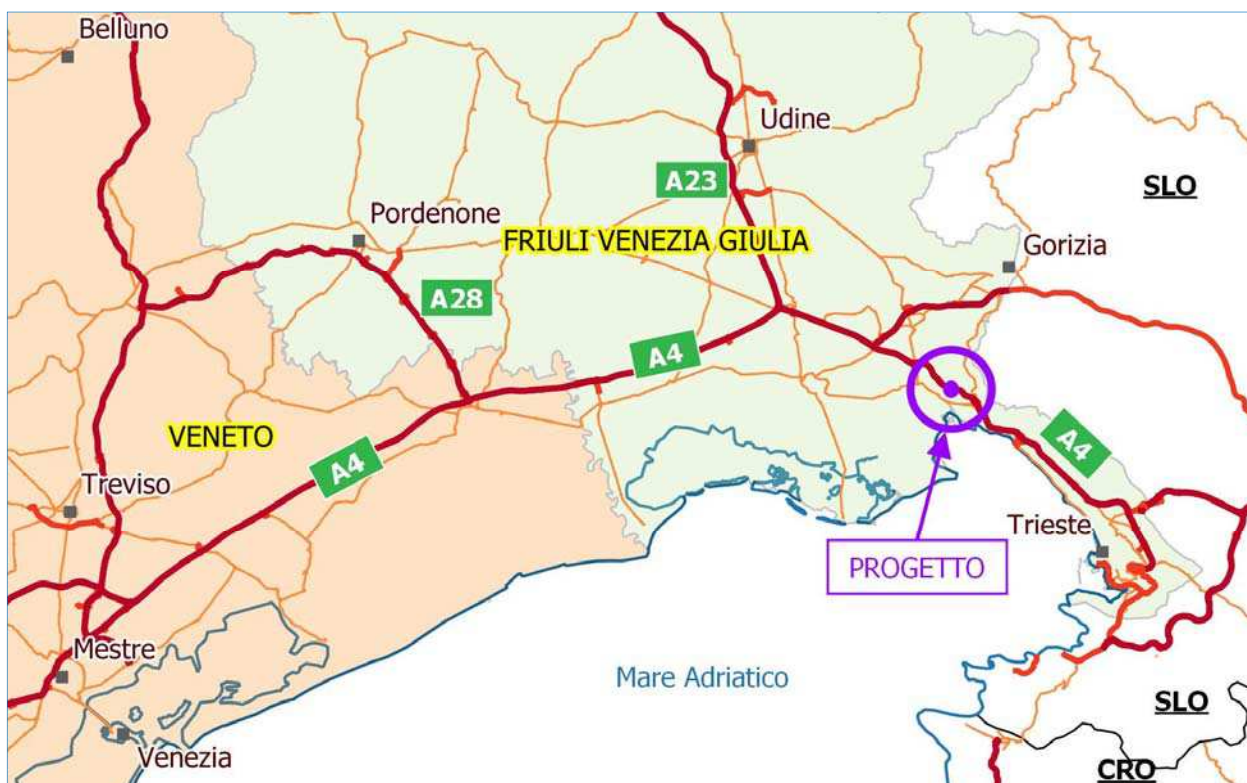 Belluno
Udine
SLO
A23
Pordenone
FRIULI VENEZIA GIULIA
Gorizia
A28
A4
VENETO
A4
A4
Treviso
Trieste
PROGETTO
Mestre
Mare Adriatico
SLO
Venezia
CRO